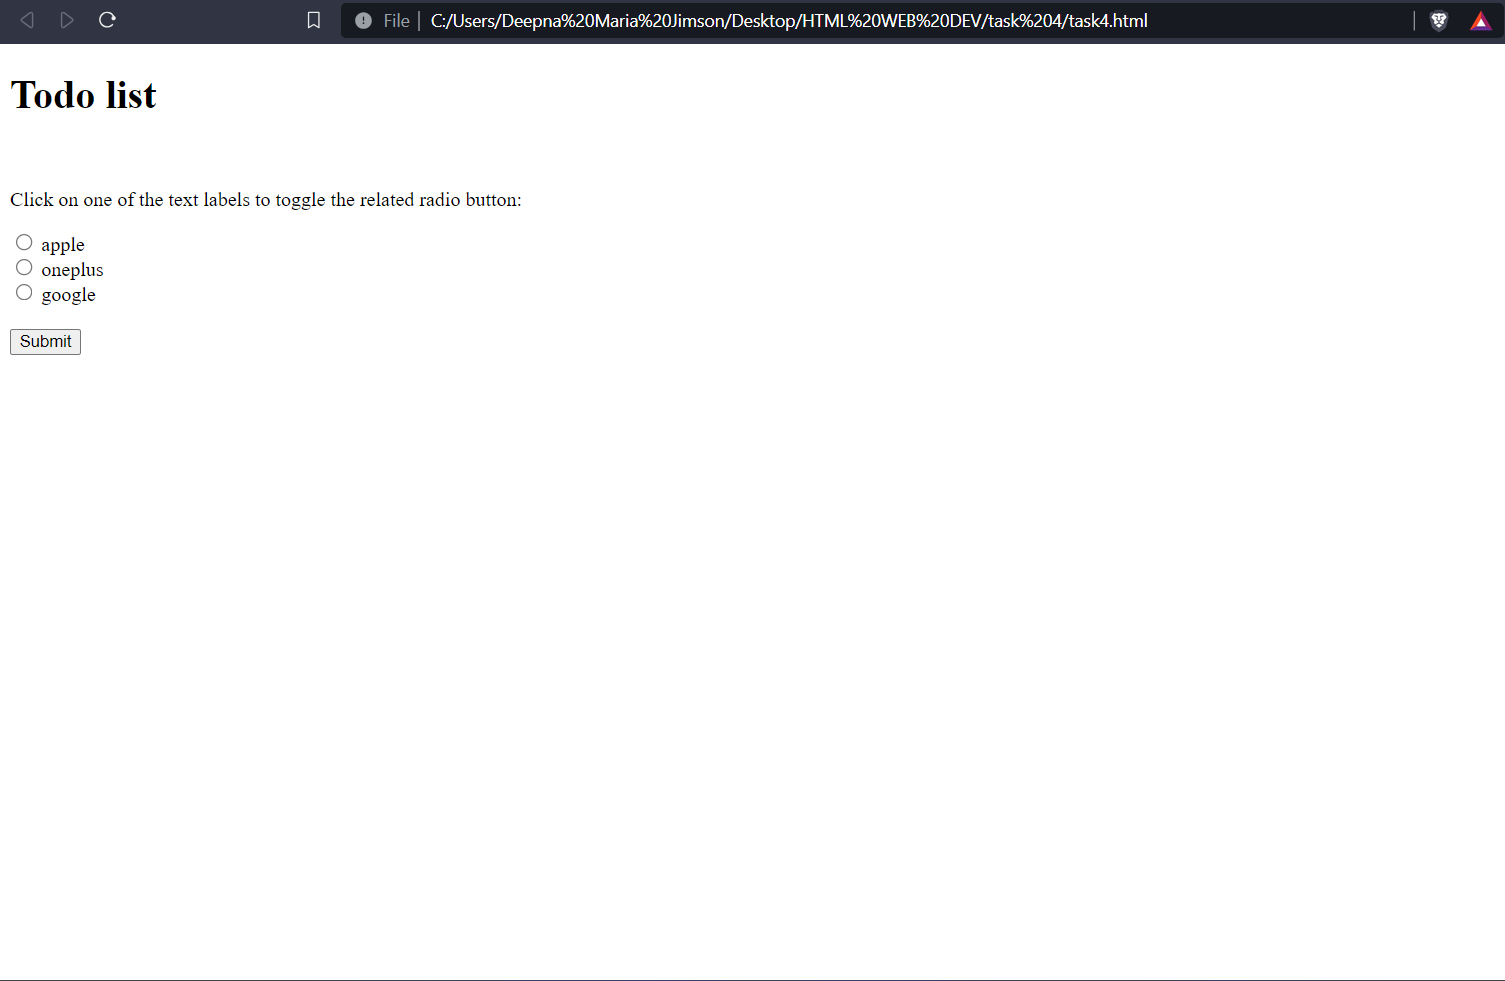 File | C:/Users/Deepna%20Maria%20Jimson/Desktop/HTML%20WEB%20DEV/task%204/task4.html
Todo list
Click on one of the text labels to toggle the related radio button:
apple
oneplus
google
Submit